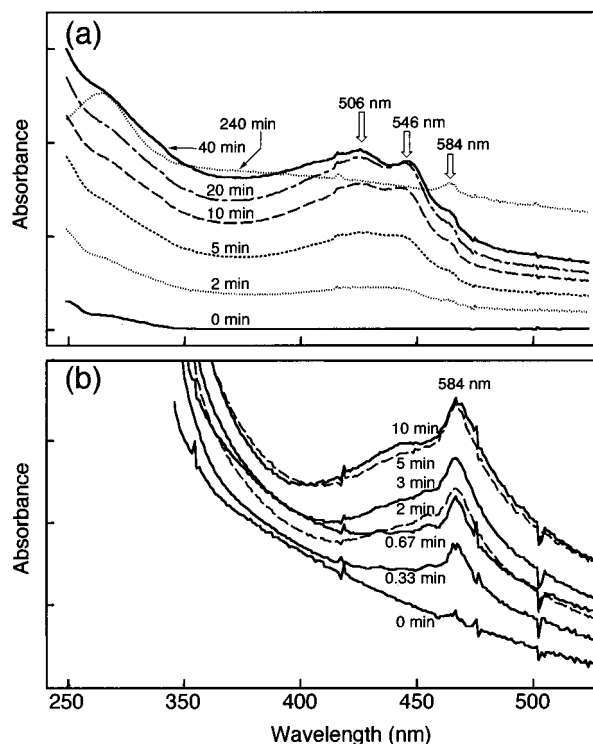 (a)
506 nm
546 nm
584 nm
240 min
40 min
20 min
10 min
5 min
2 min
0 min
Absorbance
(b)
584 nm
10 min
5 min
3 min
2 min
0.67 min
0.33 min
0 min
Absorbance
250 350 400 450 500
Wavelength (nm)